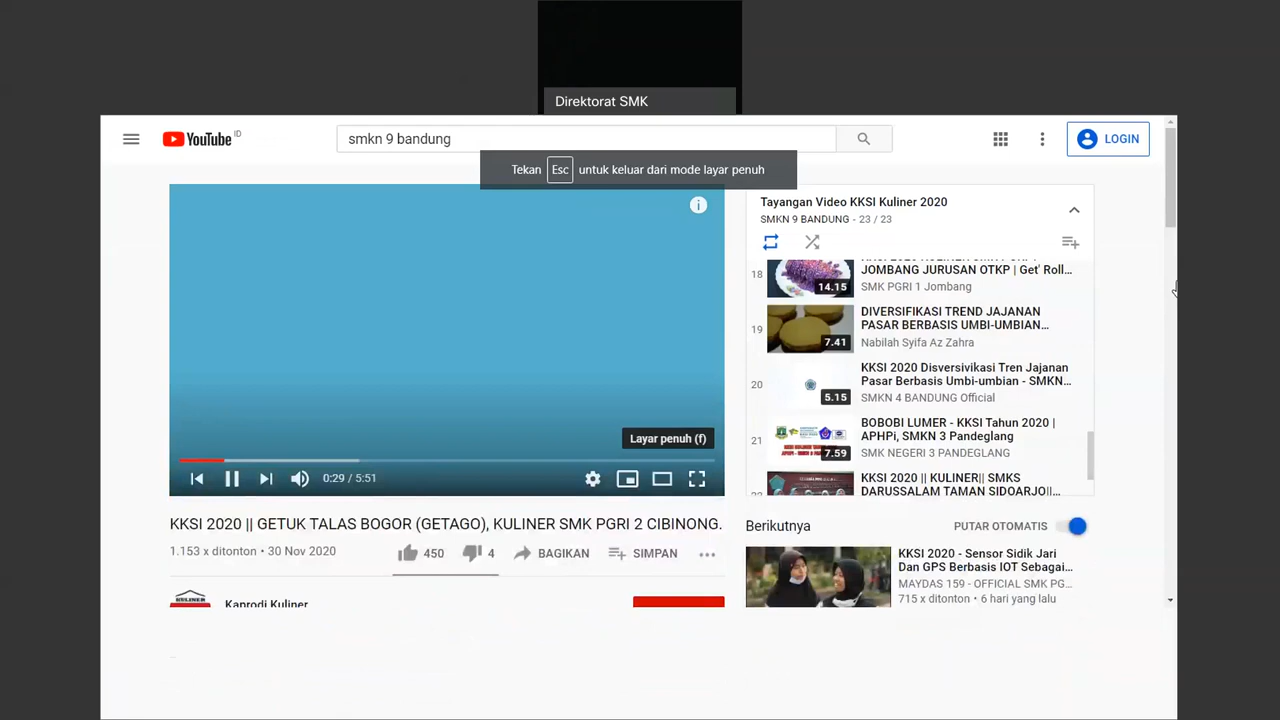 Direktorat SMK
YouTube ID
smkn 9 bandung
LOGIN
Tekan Esc untuk keluar dari mode layar penuh
Tayangan Video KKSI Kuliner 2020
SMKN 9 BANDUNG - 23 / 23
18
JOMBANG JURUSAN OTKP | Get' Roll...
14.15
SMK PGRI 1 Jombang
19
DIVERSIFIKASI TREND JAJANAN
PASAR BERBASIS UMBI-UMBIAN...
7.41
Nabilah Syifa Az Zahra
20
KKSI 2020 Disversivikasi Tren Jajanan
Pasar Berbasis Umbi-umbian - SMKN...
5.15
SMKN 4 BANDUNG Official
21
BOBOBI LUMER - KKSI Tahun 2020 |
APHPi, SMKN 3 Pandeglang
7.59
SMK NEGERI 3 PANDEGLANG
KKSI 2020 || KULINER|| SMKS
DARUSSALAM TAMAN SIDOARJO||...
Layar penuh (f)
0:29 / 5:51
KKSI 2020 || GETUK TALAS BOGOR (GETAGO), KULINER SMK PGRI 2 CIBINONG.
1.153 x ditonton • 30 Nov 2020
450
4
BAGIKAN
SIMPAN
Kaprodi Kuliner
Berikutnya
PUTAR OTOMATIS
KKSI 2020 - Sensor Sidik Jari
Dan GPS Berbasis IOT Sebagai...
MAYDAS 159 - OFFICIAL SMK PG...
715 x ditonton • 6 hari yang lalu